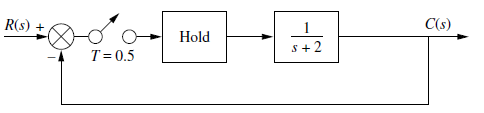 R(s) +
–
T = 0.5
Hold
1
s + 2
C(s)